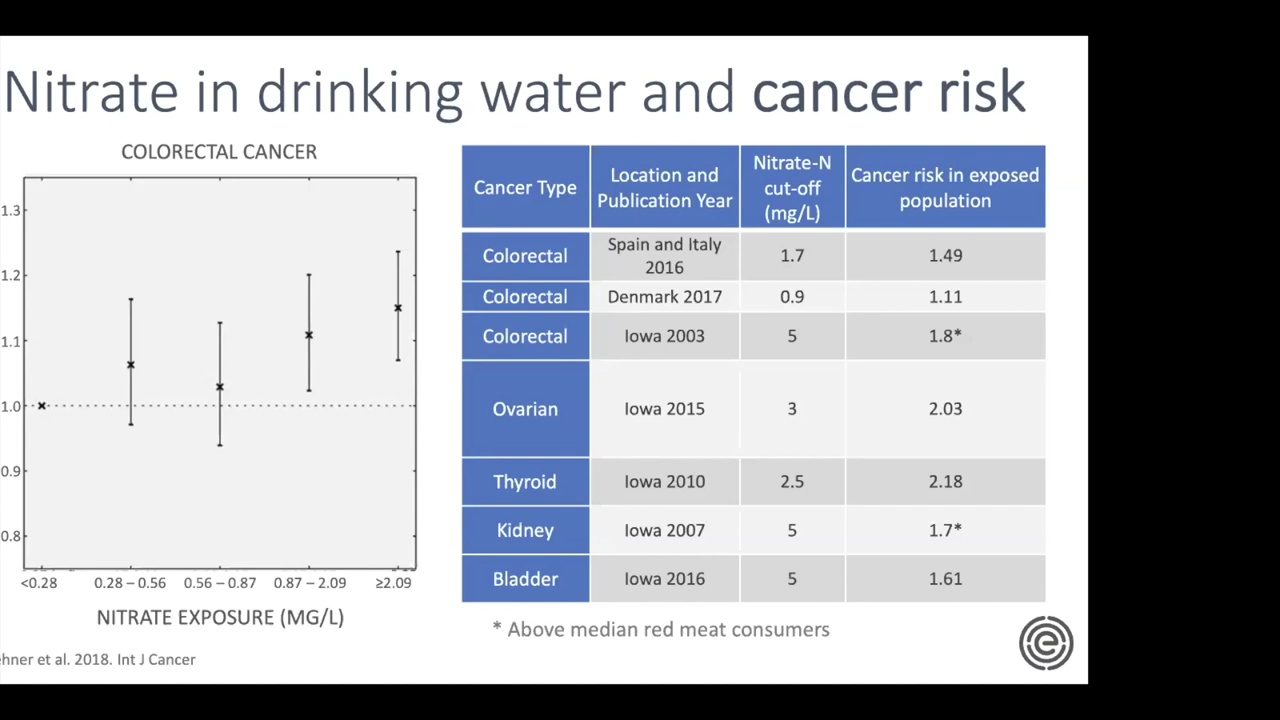 Nitrate in drinking water and cancer risk
COLORECTAL CANCER
1.3
1.2
1.1
1.0
0.9
0.8
<0.28
0.28 – 0.56
0.56 – 0.87
0.87 – 2.09
≥2.09
NITRATE EXPOSURE (MG/L)
Cancer Type
Location and
Publication Year
Nitrate-N
cut-off
(mg/L)
Cancer risk in exposed
population
Colorectal
Spain and Italy
2016
1.7
1.49
Colorectal
Denmark 2017
0.9
1.11
Colorectal
Iowa 2003
5
1.8*
Ovarian
Iowa 2015
3
2.03
Thyroid
Iowa 2010
2.5
2.18
Kidney
Iowa 2007
5
1.7*
Bladder
Iowa 2016
5
1.61
* Above median red meat consumers
et al. 2018. Int J Cancer